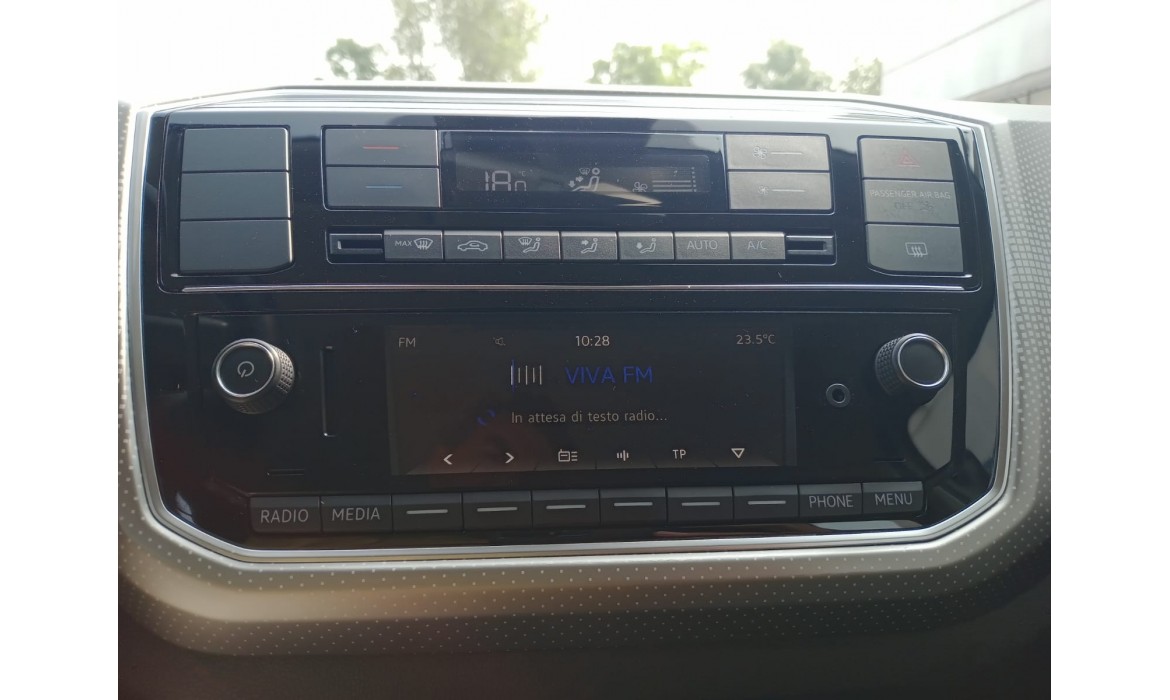 MAX
AUTO
A/C
PASSENGER AIR BAG
FM
10:28
23.5°C
VIVA FM
In attesa di testo radio...
< > TP
RADIO
MEDIA
PHONE
MENU